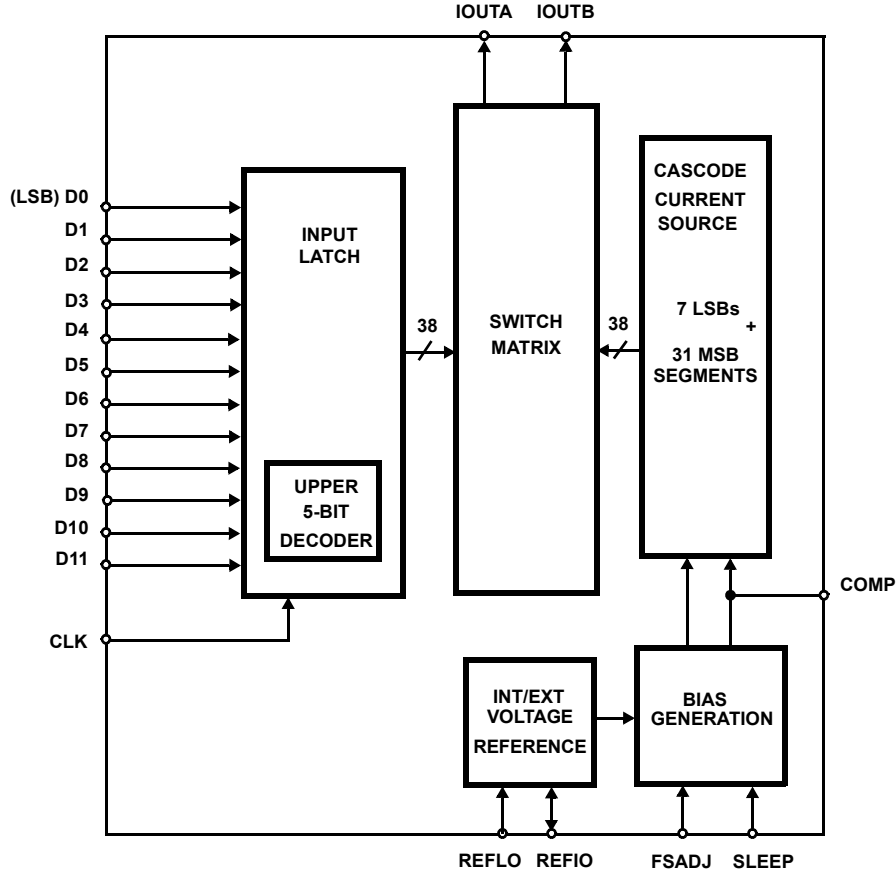 IOUTA IOUTB
(LSB) D0
D1
D2
D3
D4
D5
D6
D7
D8
D9
D10
D11
CLK
INPUT
LATCH
UPPER
5-BIT
DECODER
38
SWITCH
MATRIX
38
CASCODE
CURRENT
SOURCE
7 LSBs
+
31 MSB
SEGMENTS
COMP
INT/EXT
VOLTAGE
REFERENCE
BIAS
GENERATION
REFLO REFIO FSADJ SLEEP